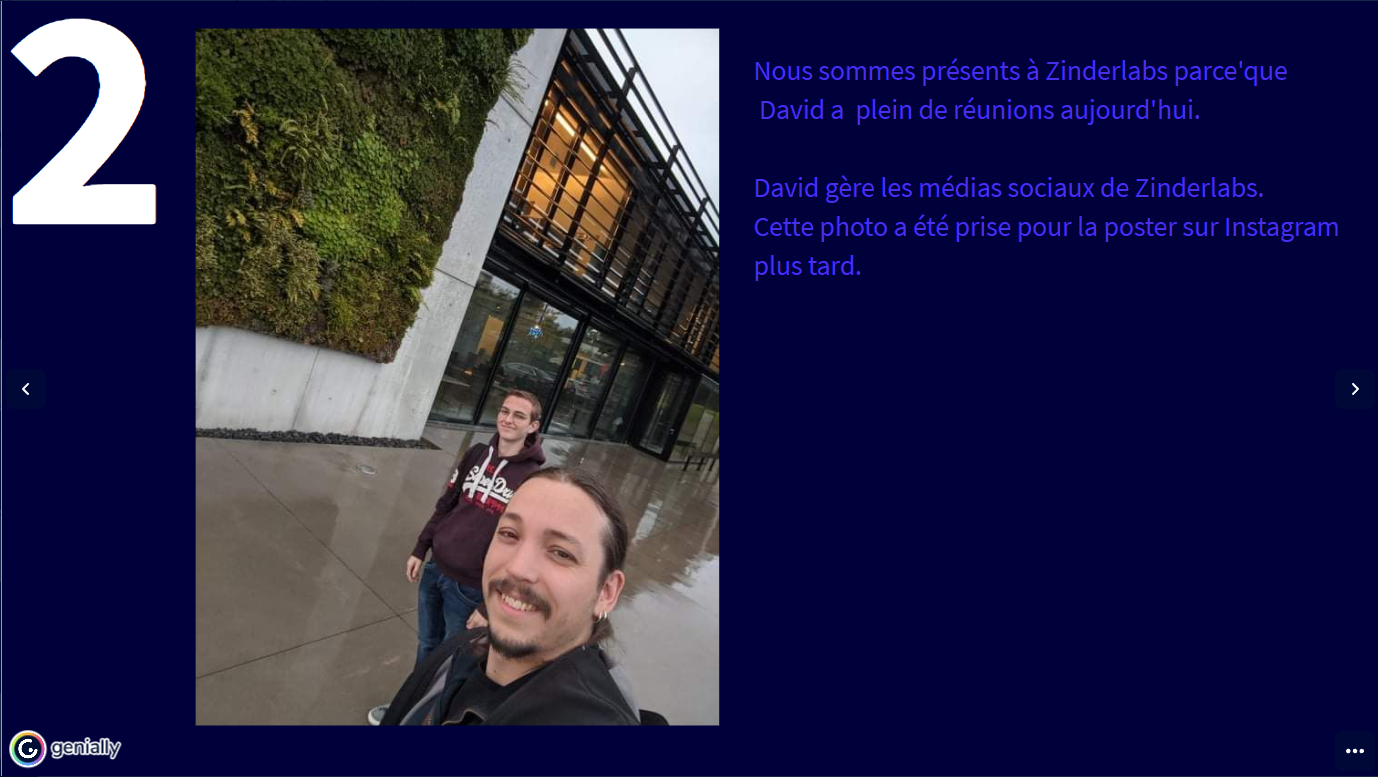 2
Nous sommes présents à Zinderlabs parce'que
David a  plein de réunions aujourd'hui.
David gère les médias sociaux de Zinderlabs.
Cette photo a été prise pour la poster sur Instagram
plus tard.
genially